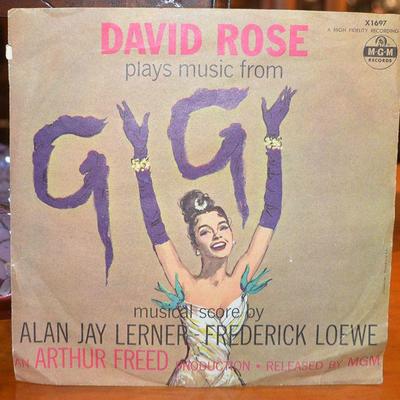 DAVID ROSE
X1697
A HIGH FIDELITY RECORDING
plays music from
M-G-M
RECORDS
GiGi
musical score by
ALAN JAY LERNER FREDERICK LOEWE
AN ARTHUR FREED PRODUCTION • RELEASED BY MGM